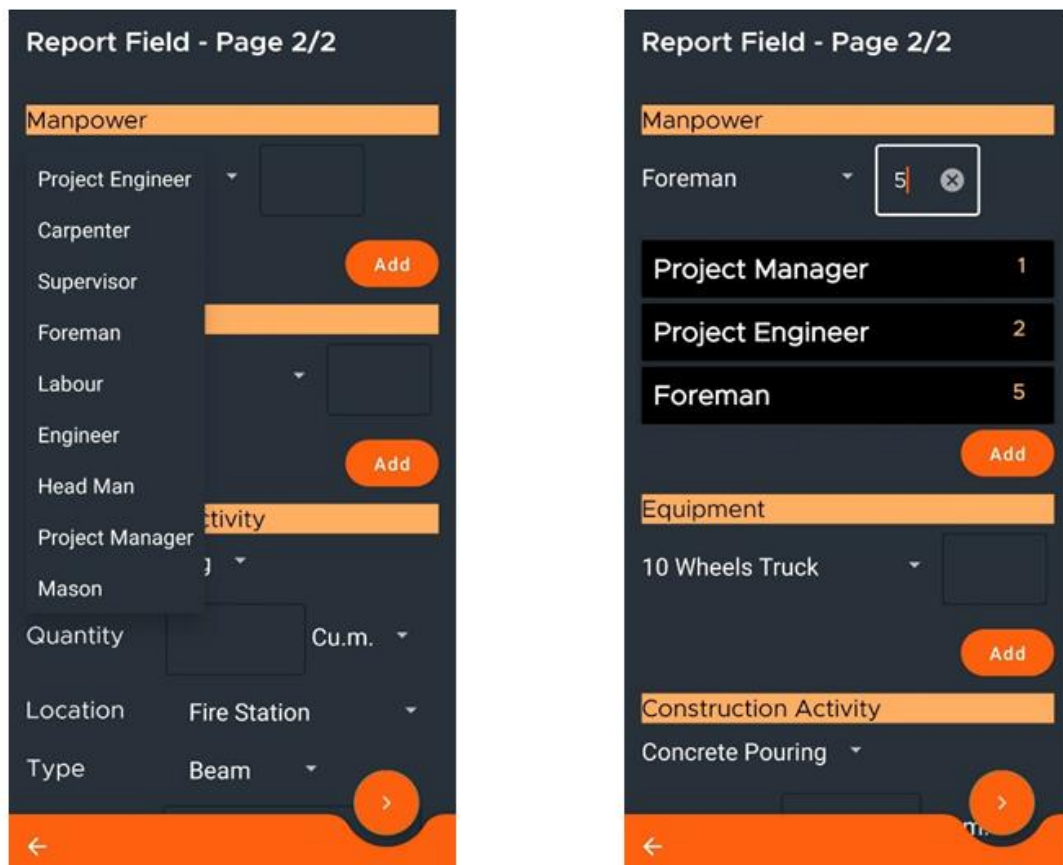 Report Field - Page 2/2
Manpower
Project Engineer
Carpenter
Supervisor
Add
Foreman
Labour
Engineer
Add
Head Man
ctivity
Project Manager
g
Mason
Quantity Cu.m.
Location Fire Station
Type Beam
Report Field - Page 2/2
Manpower
Foreman 5
Project Manager 1
Project Engineer 2
Foreman 5
Add
Equipment
10 Wheels Truck
Add
Construction Activity
Concrete Pouring
m.